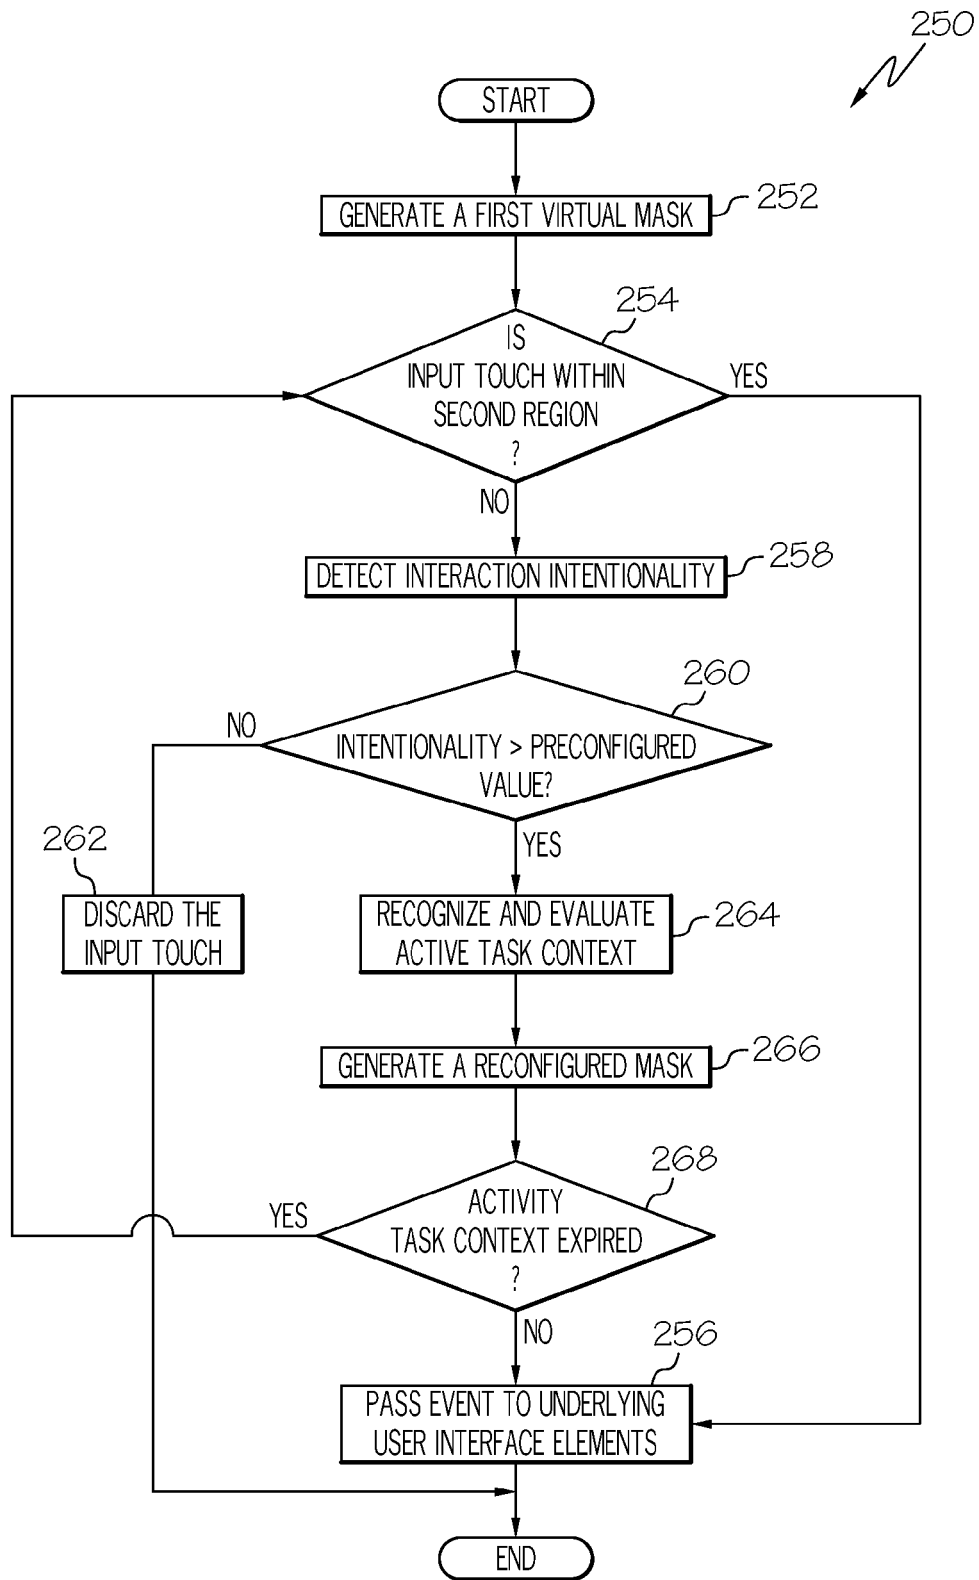 250
START
GENERATE A FIRST VIRTUAL MASK
252
254
IS
INPUT TOUCH WITHIN
SECOND REGION
?
YES
NO
DETECT INTERACTION INTENTIONALITY
258
260
NO
INTENTIONALITY > PRECONFIGURED
VALUE?
YES
262
DISCARD THE
INPUT TOUCH
RECOGNIZE AND EVALUATE
ACTIVE TASK CONTEXT
264
GENERATE A RECONFIGURED MASK
266
268
YES
ACTIVITY
TASK CONTEXT EXPIRED
?
NO
256
PASS EVENT TO UNDERLYING
USER INTERFACE ELEMENTS
END